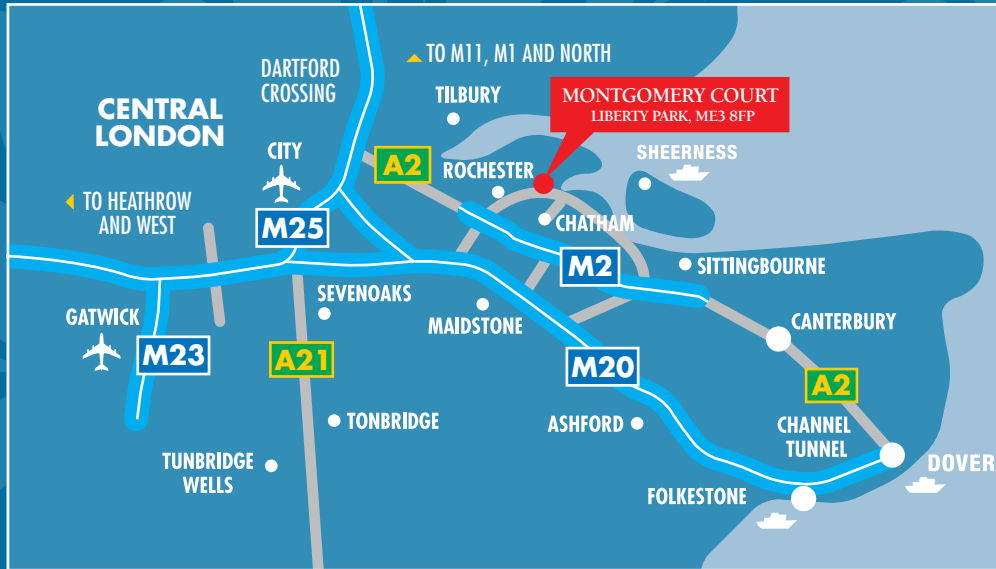 TO M11, M1 AND NORTH
DARTFORD
CROSSING
TILBURY
MONTGOMERY COURT
LIBERTY PARK, ME3 8FP
CENTRAL
LONDON
CITY
A2
ROCHESTER
SHEERNESS
TO HEATHROW
AND WEST
M25
CHATHAM
M2
SITTINGBOURNE
SEVENOAKS
MAIDSTONE
GATWICK
M23
A21
M20
CANTERBURY
A2
TONBRIDGE
ASHFORD
CHANNEL
TUNNEL
TUNBRIDGE
WELLS
DOVER
FOLKESTONE